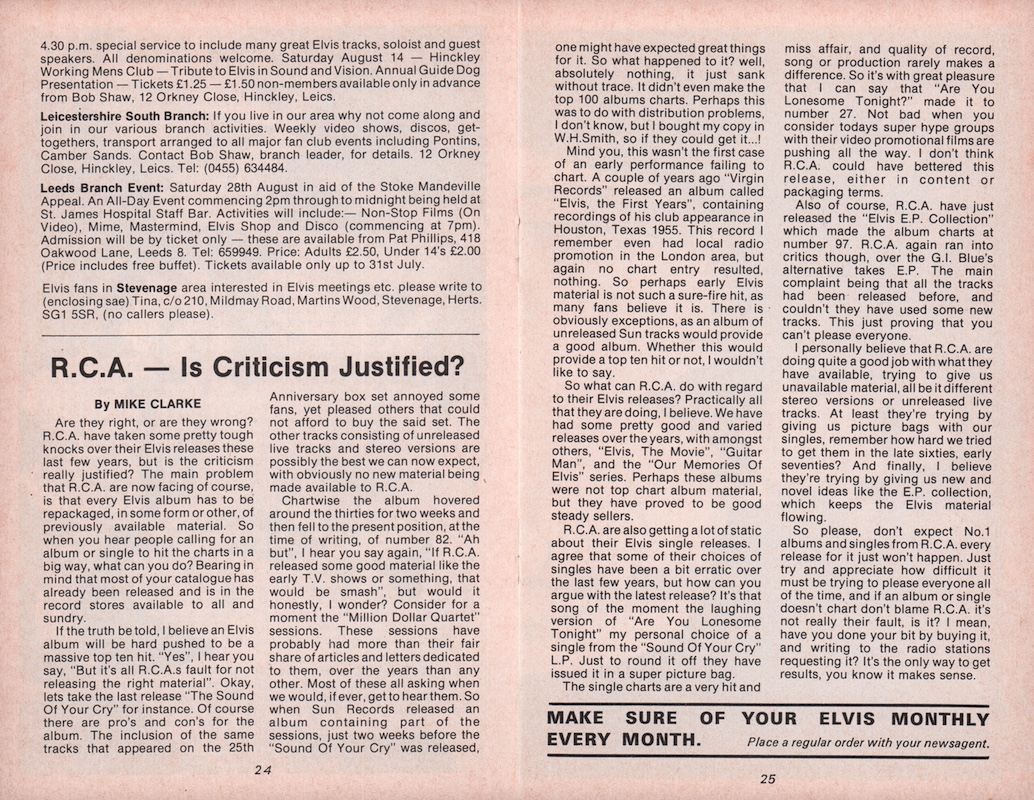 4.30 p.m. special service to include many great Elvis tracks, soloist and guest
speakers. All denominations welcome. Saturday August 14 — Hinckley
Working Mens Club — Tribute to Elvis in Sound and Vision. Annual Guide Dog
Presentation — Tickets £1.25 — £1.50 non-members available only in advance
from Bob Shaw, 12 Orkney Close, Hinckley, Leics.
Leicestershire South Branch: If you live in our area why not come along and
join in our various branch activities. Weekly video shows, discos, get-
togethers, transport arranged to all major fan club events including Pontins,
Camber Sands. Contact Bob Shaw, branch leader, for details. 12 Orkney
Close, Hinckley, Leics. Tel: (0455) 634484.
Leeds Branch Event: Saturday 28th August in aid of the Stoke Mandeville
Appeal. An All-Day Event commencing 2pm through to midnight being held at
St. James Hospital Staff Bar. Activities will include:— Non-Stop Films (On
Video), Mime, Mastermind, Elvis Shop and Disco (commencing at 7pm).
Admission will be by ticket only — these are available from Pat Phillips, 418
Oakwood Lane, Leeds 8. Tel: 659949. Price: Adults £2.50, Under 14's £2.00
(Price includes free buffet). Tickets available only up to 31st July.
Elvis fans in Stevenage area interested in Elvis meetings etc. please write to
(enclosing sae) Tina, c/o 210, Mildmay Road, Martins Wood, Stevenage, Herts.
SG1 5SR, (no callers please).
R.C.A. — Is Criticism Justified?
By MIKE CLARKE
Are they right, or are they wrong?
R.C.A. have taken some pretty tough
knocks over their Elvis releases these
last few years, but is the criticism
really justified? The main problem
that R.C.A. are now facing of course,
is that every Elvis album has to be
repackaged, in some form or other, of
previously available material. So
when you hear people calling for an
album or single to hit the charts in a
big way, what can you do? Bearing in
mind that most of your catalogue has
already been released and is in the
record stores available to all and
sundry.
If the truth be told, I believe an Elvis
album will be hard pushed to be a
massive top ten hit. "Yes", I hear you
say, "But it's all R.C.A.s fault for not
releasing the right material". Okay,
lets take the last release "The Sound
Of Your Cry" for instance. Of course
there are pro's and con's for the
album. The inclusion of the same
tracks that appeared on the 25th
Anniversary box set annoyed some
fans, yet pleased others that could
not afford to buy the said set. The
other tracks consisting of unreleased
live tracks and stereo versions are
possibly the best we can now expect,
with obviously no new material being
made available to R.C.A.
Chartwise the album hovered
around the thirties for two weeks and
then fell to the present position, at the
time of writing, of number 82. "Ah
but", I hear you say again, "If R.C.A.
released some good material like the
early T.V. shows or something, that
would be smash", but would it
honestly, I wonder? Consider for a
moment the "Million Dollar Quartet"
sessions. These sessions have
probably had more than their fair
share of articles and letters dedicated
to them, over the years than any
other. Most of these all asking when
we would, if ever, get to hear them. So
when Sun Records released an
album containing part of the
sessions, just two weeks before the
"Sound Of Your Cry" was released,
24
one might have expected great things
for it. So what happened to it? well,
absolutely nothing, it just sank
without trace. It didn't even make the
top 100 albums charts. Perhaps this
was to do with distribution problems,
I don't know, but I bought my copy in
W.H.Smith, so if they could get it...!
Mind you, this wasn't the first case
of an early performance failing to
chart. A couple of years ago "Virgin
Records" released an album called
"Elvis, the First Years", containing
recordings of his club appearance in
Houston, Texas 1955. This record I
remember even had local radio
promotion in the London area, but
again no chart entry resulted,
nothing. So perhaps early Elvis
material is not such a sure-fire hit, as
many fans believe it is. There is
obviously exceptions, as an album of
unreleased Sun tracks would provide
a good album. Whether this would
provide a top ten hit or not, I wouldn't
like to say.
So what can R.C.A. do with regard
to their Elvis releases? Practically all
that they are doing, I believe. We have
had some pretty good and varied
releases over the years, with amongst
others, "Elvis, The Movie", "Guitar
Man", and the "Our Memories Of
Elvis" series. Perhaps these albums
were not top chart album material,
but they have proved to be good
steady sellers.
R.C.A. are also getting a lot of static
about their Elvis single releases. I
agree that some of their choices of
singles have been a bit erratic over
the last few years, but how can you
argue with the latest release? It's that
song of the moment the laughing
version of "Are You Lonesome
Tonight" my personal choice of a
single from the "Sound Of Your Cry"
L.P. Just to round it off they have
issued it in a super picture bag.
The single charts are a very hit and
miss affair, and quality of record,
song or production rarely makes a
difference. So it's with great pleasure
that I can say that "Are You
Lonesome Tonight?" made it to
number 27. Not bad when you
consider todays super hype groups
with their video promotional films are
pushing all the way. I don't think
R.C.A. could have bettered this
release, either in content or
packaging terms.
Also of course, R.C.A. have just
released the "Elvis E.P. Collection"
which made the album charts at
number 97. R.C.A. again ran into
critics though, over the G.I. Blue's
alternative takes E.P. The main
complaint being that all the tracks
had been released before, and
couldn't they have used some new
tracks. This just proving that you
can't please everyone.
I personally believe that R.C.A. are
doing quite a good job with what they
have available, trying to give us
unavailable material, all be it different
stereo versions or unreleased live
tracks. At least they're trying by
giving us picture bags with our
singles, remember how hard we tried
to get them in the late sixties, early
seventies? And finally, I believe
they're trying by giving us new and
novel ideas like the E.P. collection,
which keeps the Elvis material
flowing.
So please, don't expect No.1
albums and singles from R.C.A. every
release for it just won't happen. Just
try and appreciate how difficult it
must be trying to please everyone all
of the time, and if an album or single
doesn't chart don't blame R.C.A. it's
not really their fault, is it? I mean,
have you done your bit by buying it,
and writing to the radio stations
requesting it? It's the only way to get
results, you know it makes sense.
MAKE SURE OF YOUR ELVIS MONTHLY
EVERY MONTH. Place a regular order with your newsagent.
25